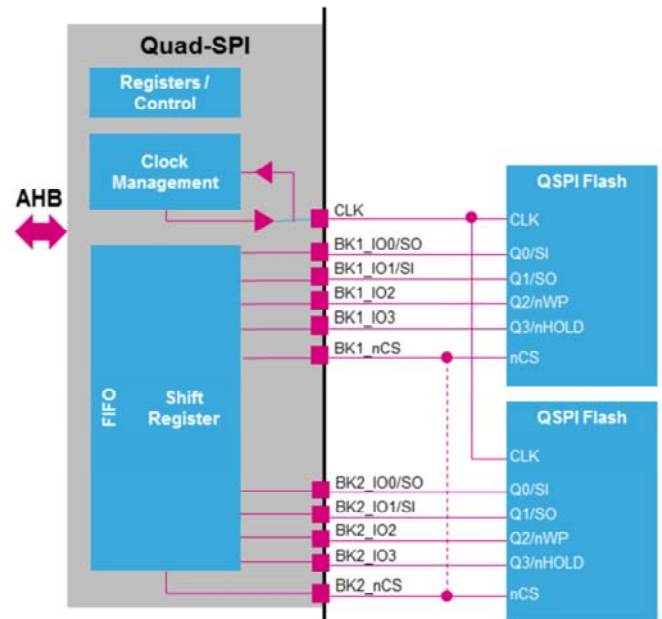 Quad-SPI
Registers /
Control
Clock
Management
AHB
FIFO
Shift
Register
CLK
BK1_IO0/SO
BK1_IO1/SI
BK1_IO2
BK1_IO3
BK1_nCS
BK2_IO0/SO
BK2_IO1/SI
BK2_IO2
BK2_IO3
BK2_nCS
QSPI Flash
CLK
Q0/SI
Q1/SO
Q2/nWP
Q3/nHOLD
nCS
QSPI Flash
CLK
Q0/SI
Q1/SO
Q2/nWP
Q3/nHOLD
nCS